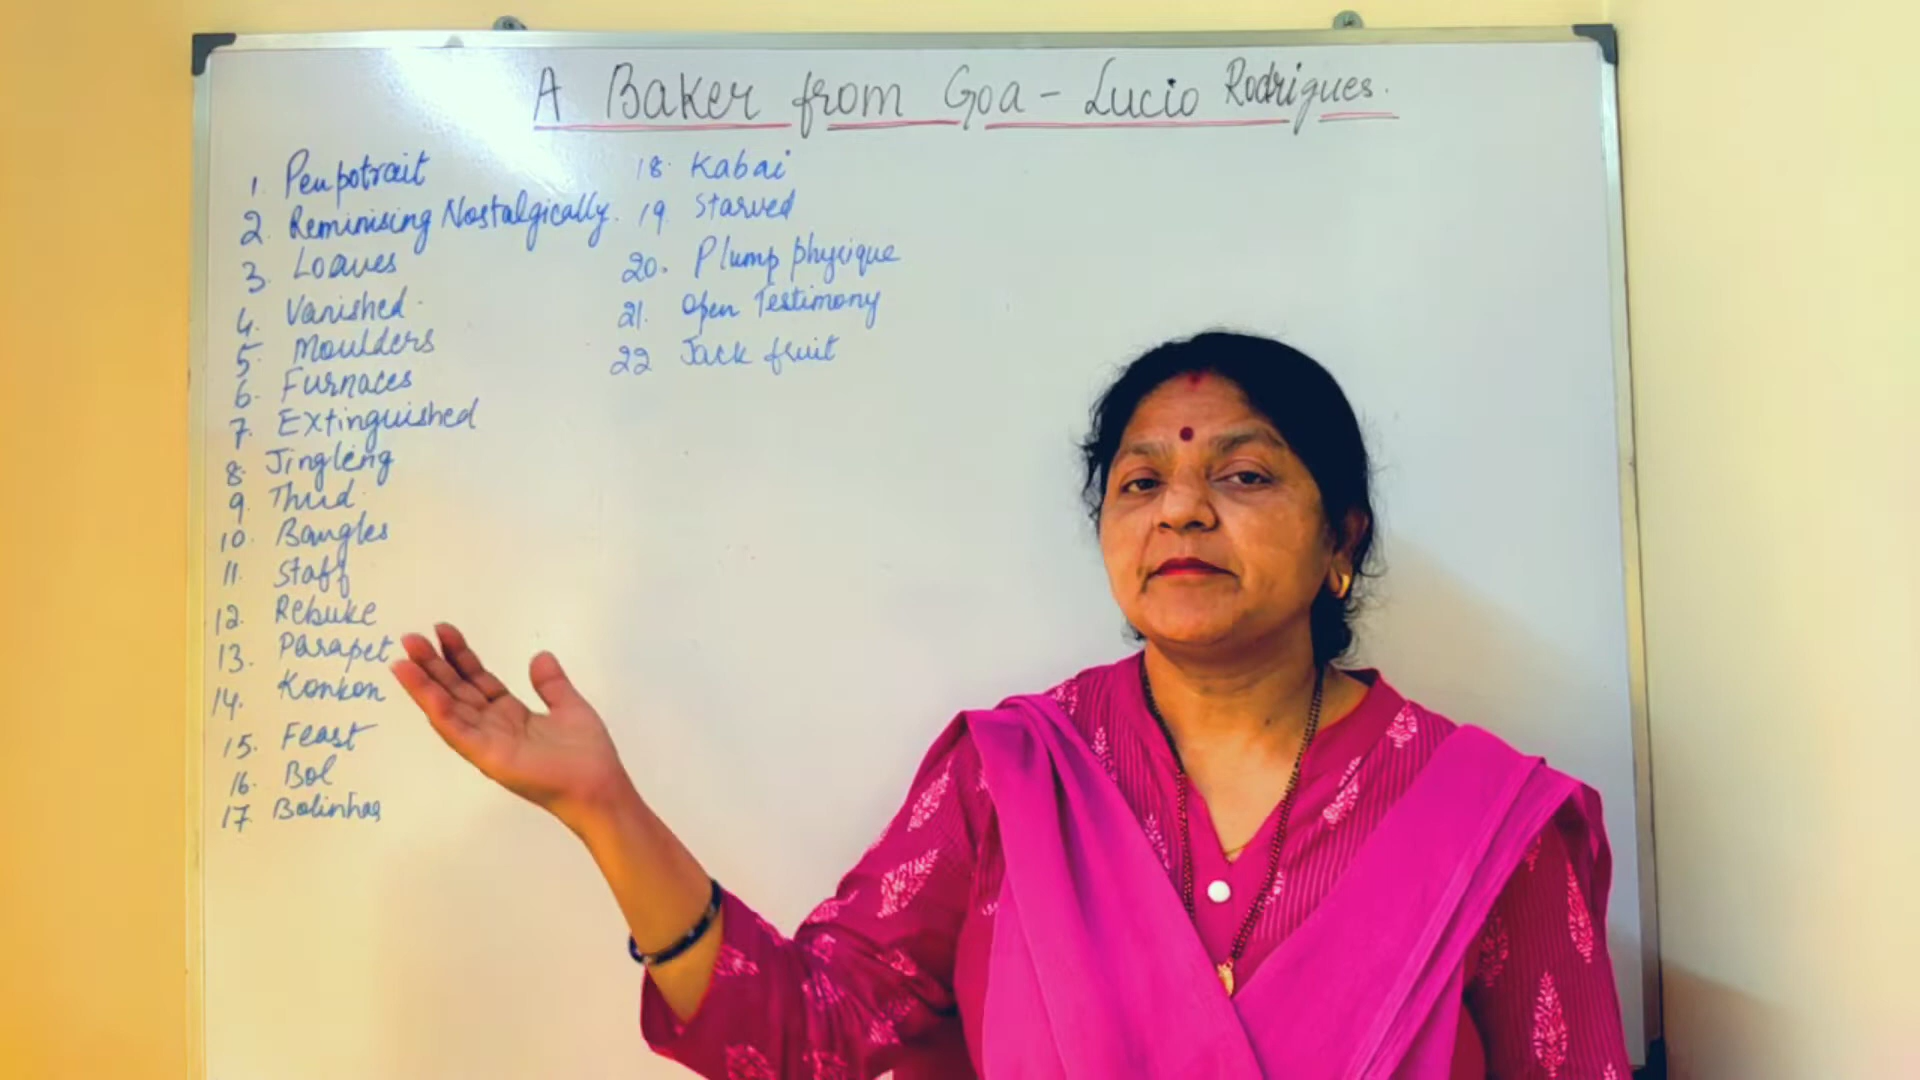 A Baker from Goa - Lucio Rodrigues.
1. Penpotrait
2. Reminising Nostalgically.
3. Loaves
4. Vanished.
5. Moulders
6. Furnaces
7. Extinguished
8. Jingleng
9. Thud.
10. Bangles
11. Staff
12. Rebuke
13. Parapet
14. Konkon
15. Feast
16. Bol
17. Bolinhas
18. Kabai
19. Starved
20. Plump physique
21. Open Testimony
22 Jack fruit